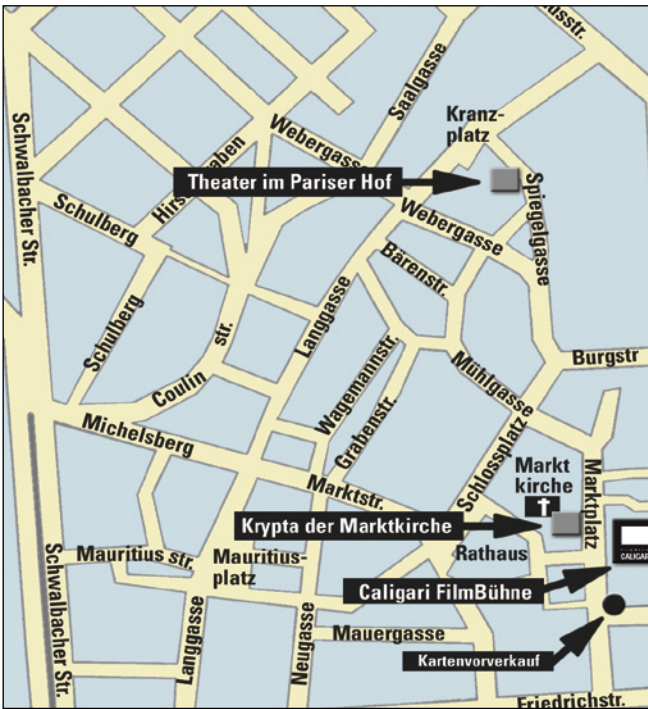 usstr.
Saalgasse
Kranz-
platz
Schwalbacher Str.
Webergasse
Theater im Pariser Hof
Schulberg
Webergasse
Spiegelgasse
Bärenstr.
Langgasse
Schulberg
Coulin
str.
Wagemannstr.
Grabenstr.
Mühlgasse
Burgstr
Michelsberg
Marktstr.
Schlossplatz
Markt
kirche
Marktplatz
Krypta der Marktkirche
Rathaus
CALIGARI
Mauritius str.
Mauritius-
platz
Caligari FilmBühne
Schwalbacher Str.
Langgasse
Neugasse
Mauergasse
Kartenvorverkauf
Friedrichstr.